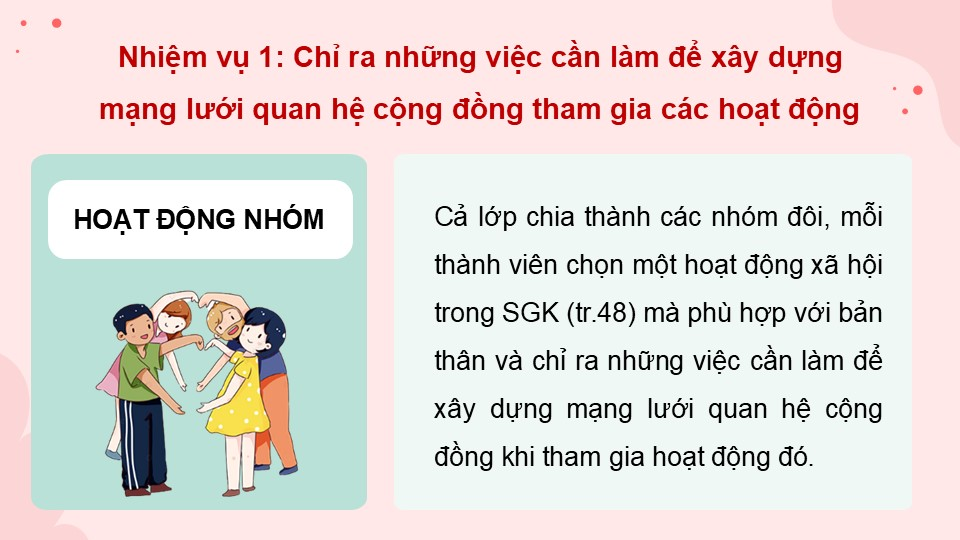 Nhiệm vụ 1: Chỉ ra những việc cần làm để xây dựng
mạng lưới quan hệ cộng đồng tham gia các hoạt động
HOẠT ĐỘNG NHÓM
Cả lớp chia thành các nhóm đôi, mỗi
thành viên chọn một hoạt động xã hội
trong SGK (tr.48) mà phù hợp với bản
thân và chỉ ra những việc cần làm để
xây dựng mạng lưới quan hệ cộng
đồng khi tham gia hoạt động đó.